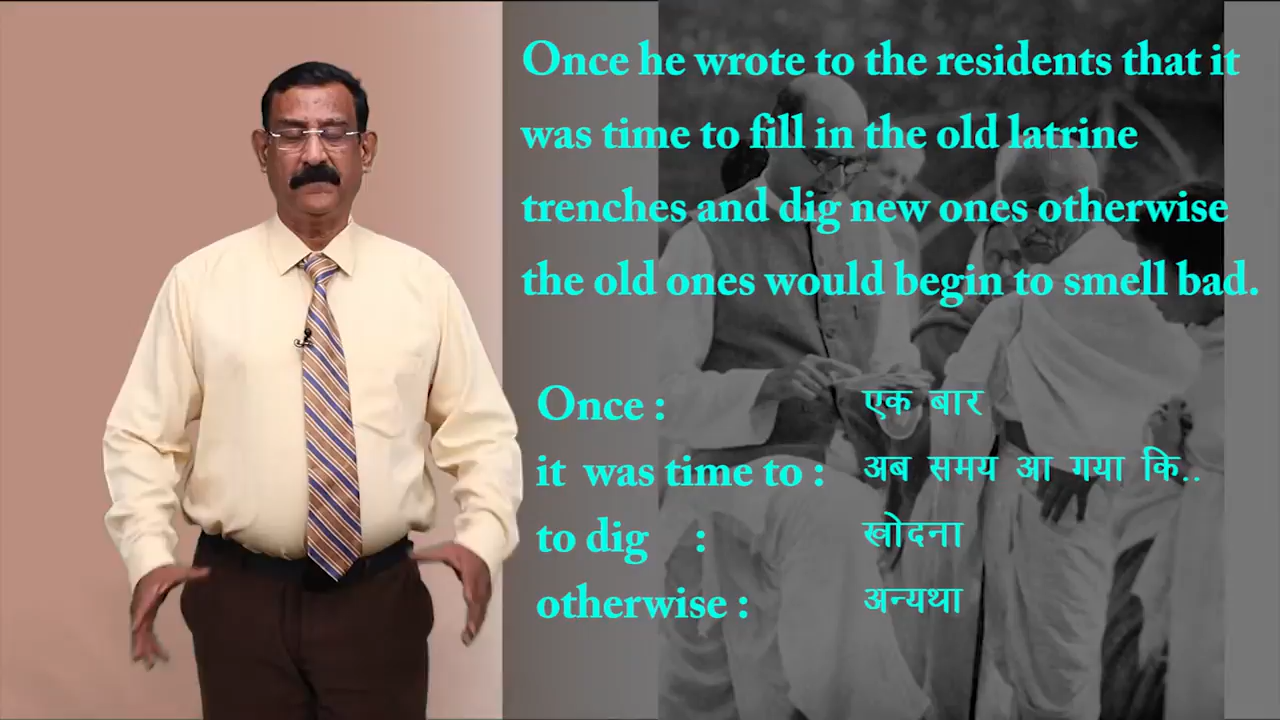 Once he wrote to the residents that it
was time to fill in the old latrine
trenches and dig new ones otherwise
the old ones would begin to smell bad.
Once : एक बार
it was time to : अब समय आ गया कि..
to dig : खोदना
otherwise : अन्यथा